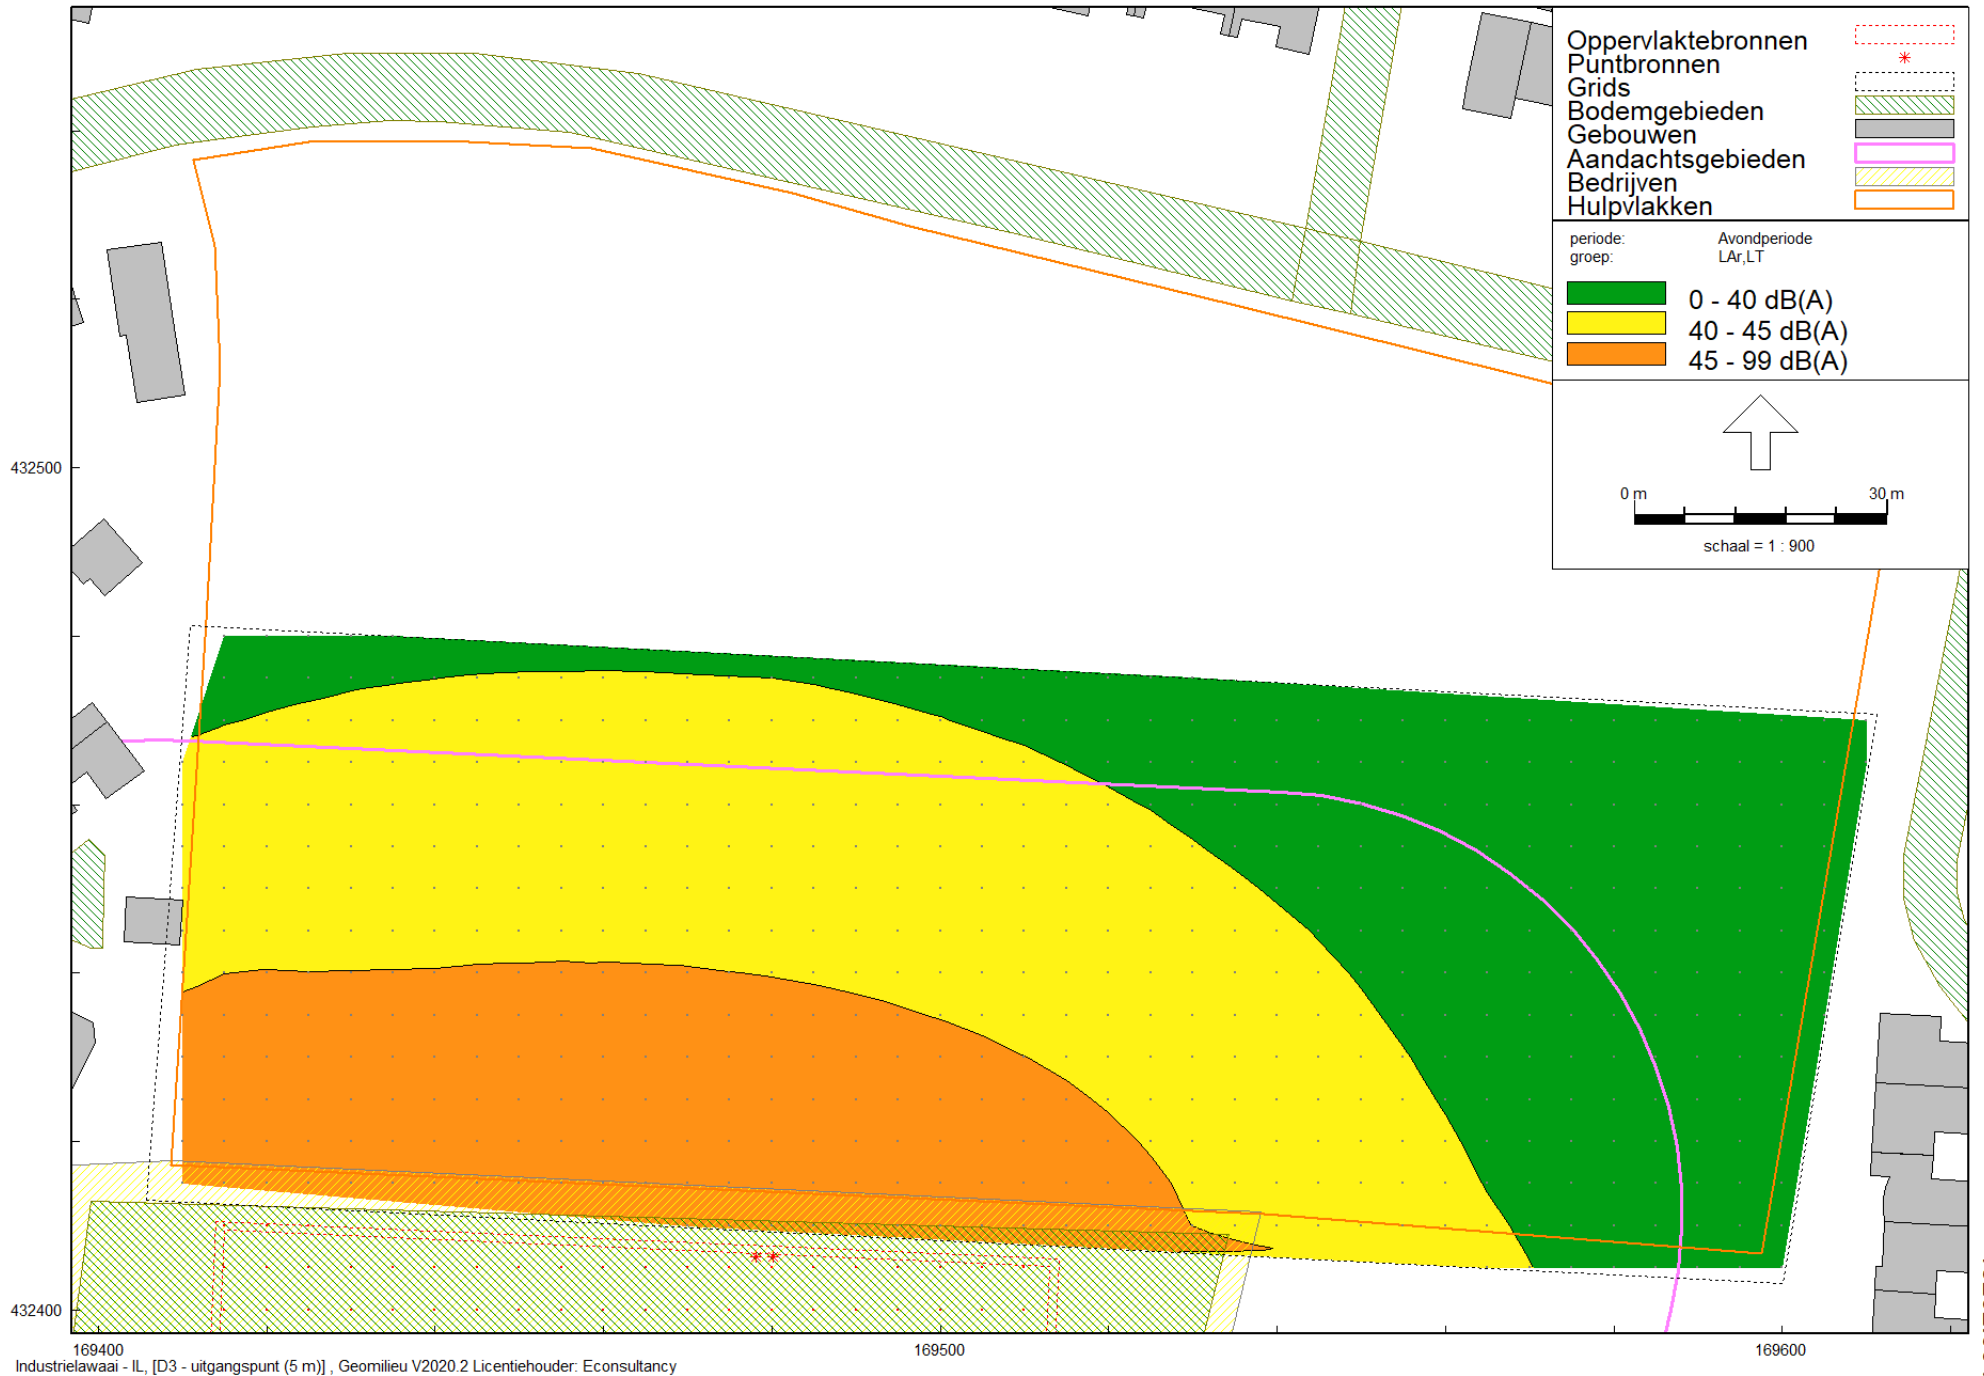 Oppervlaktebronnen
Puntbronnen
Grids
Bodemgebieden
Gebouwen
Aandachtsgebieden
Bedrijven
Hulpvlakken
periode: Avondperiode
groep: LAr,LT
0 - 40 dB(A)
40 - 45 dB(A)
45 - 99 dB(A)
0 m 30 m
schaal = 1 : 900
432500
432400
169400 169500 169600
Industrielawaai - IL, [D3 - uitgangspunt (5 m)] , Geomilieu V2020.2 Licentiehouder: Econsultancy